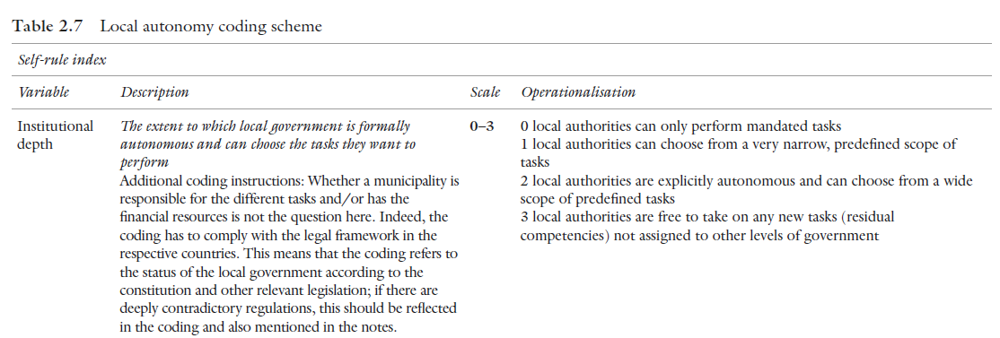 Table 2.7 Local autonomy coding scheme
Self-rule index
Variable Description Scale Operationalisation
Institutional depth
The extent to which local government is formally
autonomous and can choose the tasks they want to
perform
Additional coding instructions: Whether a municipality is
responsible for the different tasks and/or has the
financial resources is not the question here. Indeed, the
coding has to comply with the legal framework in the
respective countries. This means that the coding refers to
the status of the local government according to the
constitution and other relevant legislation; if there are
deeply contradictory regulations, this should be reflected
in the coding and also mentioned in the notes.
0–3
0 local authorities can only perform mandated tasks
1 local authorities can choose from a very narrow, predefined scope of
tasks
2 local authorities are explicitly autonomous and can choose from a wide
scope of predefined tasks
3 local authorities are free to take on any new tasks (residual
competencies) not assigned to other levels of government